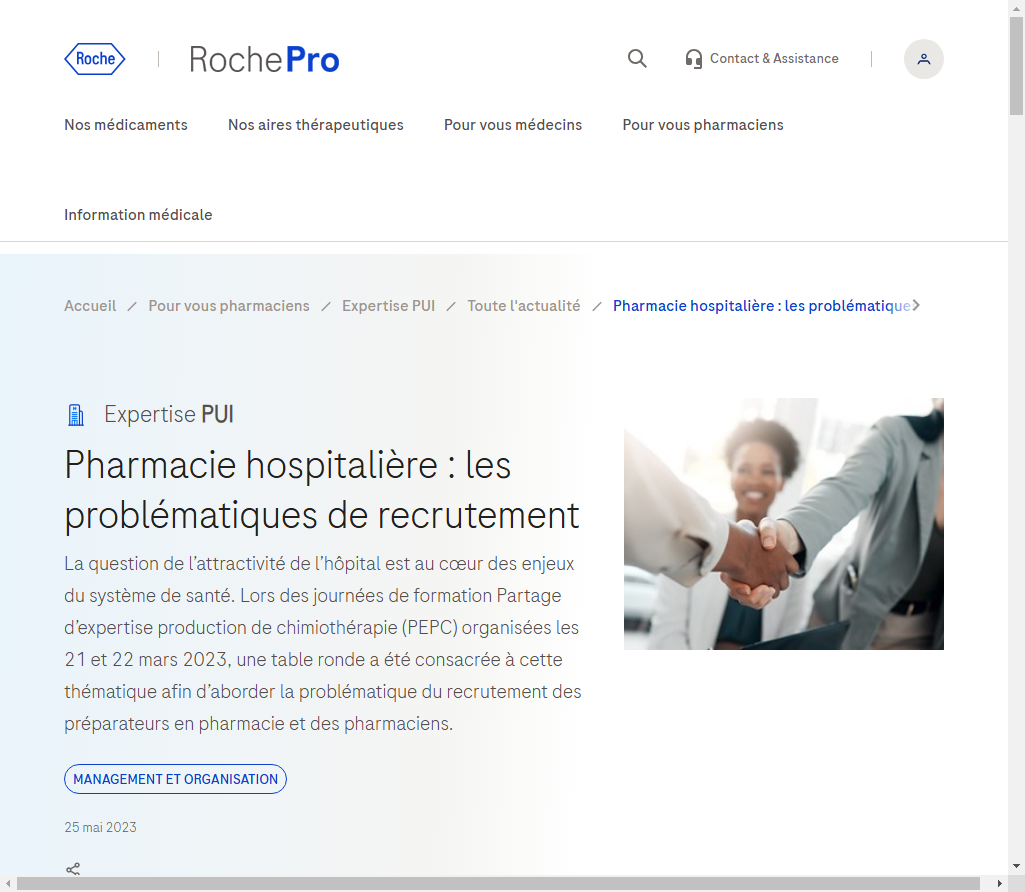 Roche
RochePro
Contact & Assistance
Nos médicaments
Nos aires thérapeutiques
Pour vous médecins
Pour vous pharmaciens
Information médicale
Accueil / Pour vous pharmaciens / Expertise PUI / Toute l'actualité / Pharmacie hospitalière : les problématique
Expertise PUI
Pharmacie hospitalière : les
problématiques de recrutement
La question de l’attractivité de l’hôpital est au cœur des enjeux
du système de santé. Lors des journées de formation Partage
d’expertise production de chimiothérapie (PEPC) organisées les
21 et 22 mars 2023, une table ronde a été consacrée à cette
thématique afin d’aborder la problématique du recrutement des
préparateurs en pharmacie et des pharmaciens.
MANAGEMENT ET ORGANISATION
25 mai 2023